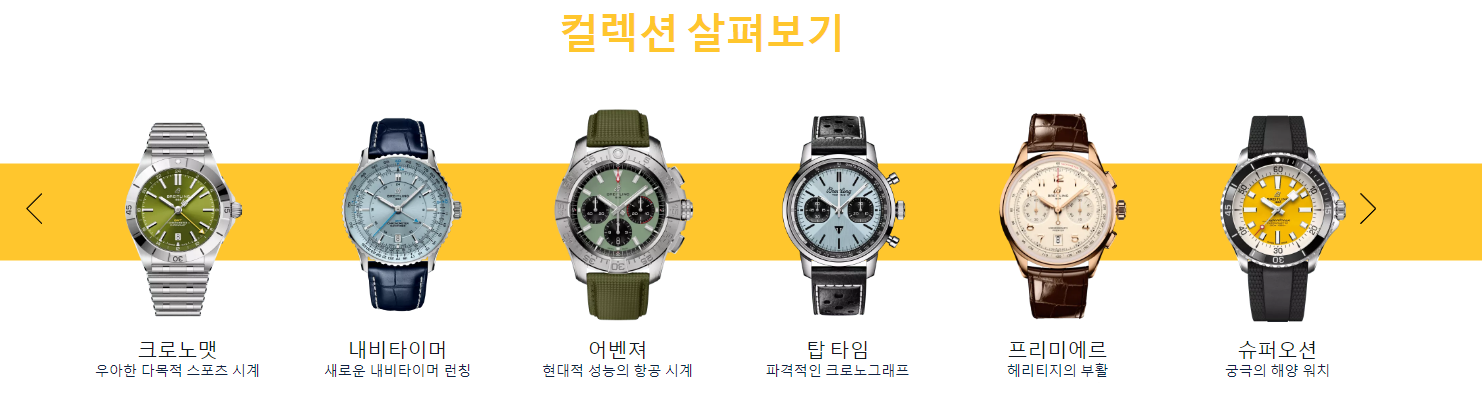 컬렉션 살펴보기
크로노맷
우아한 다목적 스포츠 시계
내비타이머
새로운 내비타이머 런칭
어벤져
현대적 성능의 항공 시계
탑 타임
파격적인 크로노그래프
프리미에르
헤리티지의 부활
슈퍼오션
궁극의 해양 워치